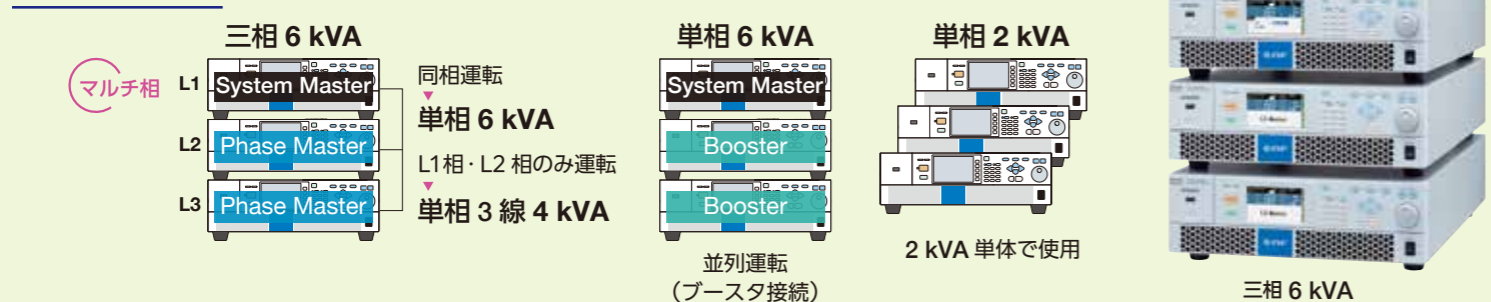 三相 6 kVA
マルチ相
L1
System Master
L2
Phase Master
L3
Phase Master
同相運転
▼
単相 6 kVA
L1相・L2 相のみ運転
▼
単相 3 線 4 kVA
単相 6 kVA
System Master
Booster
Booster
並列運転
（ブースタ接続）
単相 2 kVA
2 kVA 単体で使用
三相 6 kVA